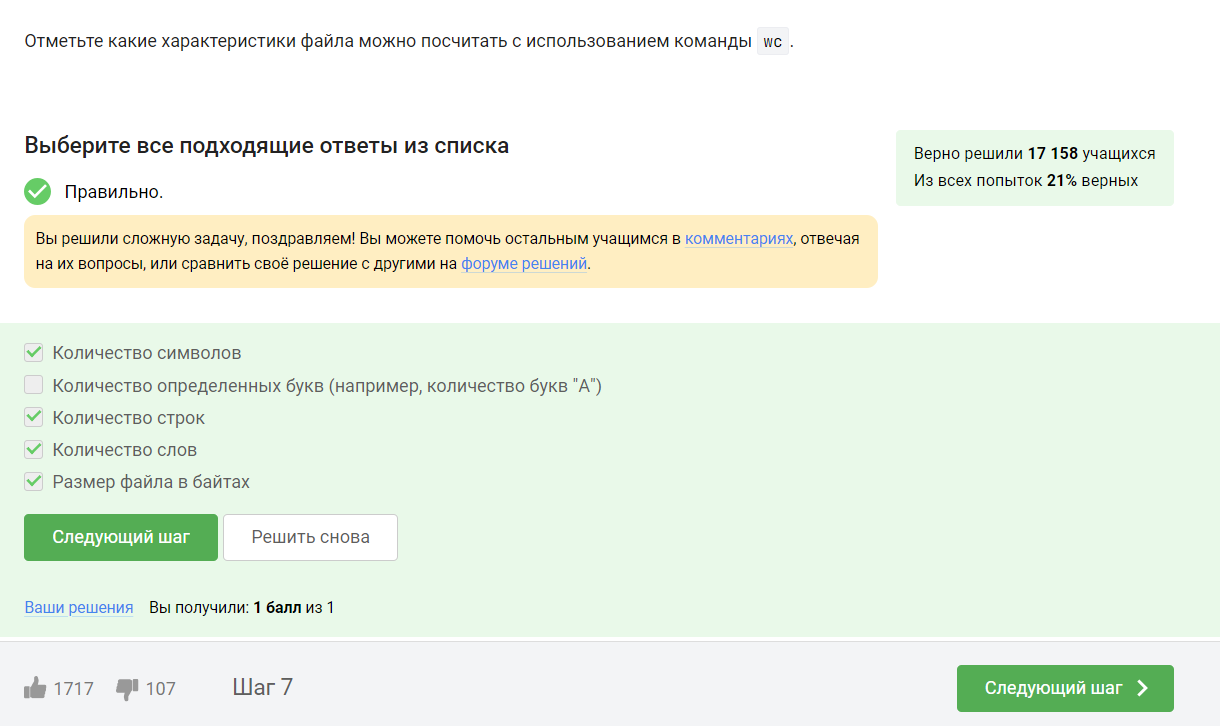 Отметьте какие характеристики файла можно посчитать с использованием команды wc.
Выберите все подходящие ответы из списка
Верно решили 17 158 учащихся
Из всех попыток 21% верных
Правильно.
Вы решили сложную задачу, поздравляем! Вы можете помочь остальным учащимся в комментариях, отвечая
на их вопросы, или сравнить своё решение с другими на форуме решений.
Количество символов
Количество определенных букв (например, количество букв "A")
Количество строк
Количество слов
Размер файла в байтах
Следующий шаг
Решить снова
Ваши решения Вы получили: 1 балл из 1
1717 107 Шаг 7
Следующий шаг